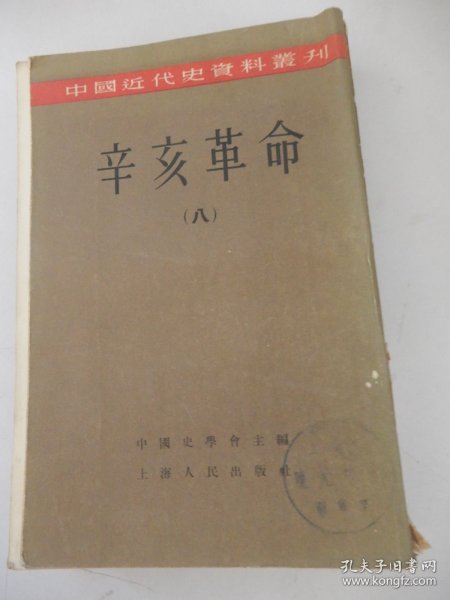 中國近代史資料叢刊
辛亥革命
（八）
中國史學會主編
上海人民出版社
孔夫子旧书网
www.kongfz.com